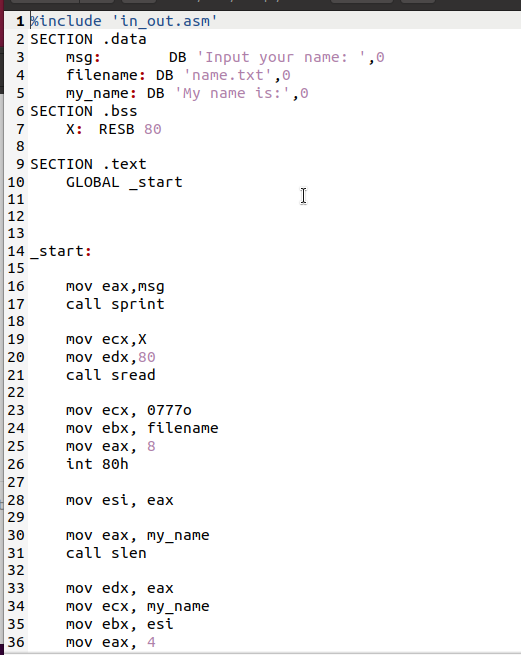 1 %include 'in_out.asm'
2 SECTION .data
3 msg: DB 'Input your name: ',0
4 filename: DB 'name.txt',0
5 my_name: DB 'My name is:',0
6 SECTION .bss
7 X: RESB 80
8
9 SECTION .text
10 GLOBAL _start
11
12
13
14 _start:
15
16 mov eax,msg
17 call sprint
18
19 mov ecx,X
20 mov edx,80
21 call sread
22
23 mov ecx, 0777o
24 mov ebx, filename
25 mov eax, 8
26 int 80h
27
28 mov esi, eax
29
30 mov eax, my_name
31 call slen
32
33 mov edx, eax
34 mov ecx, my_name
35 mov ebx, esi
36 mov eax, 4